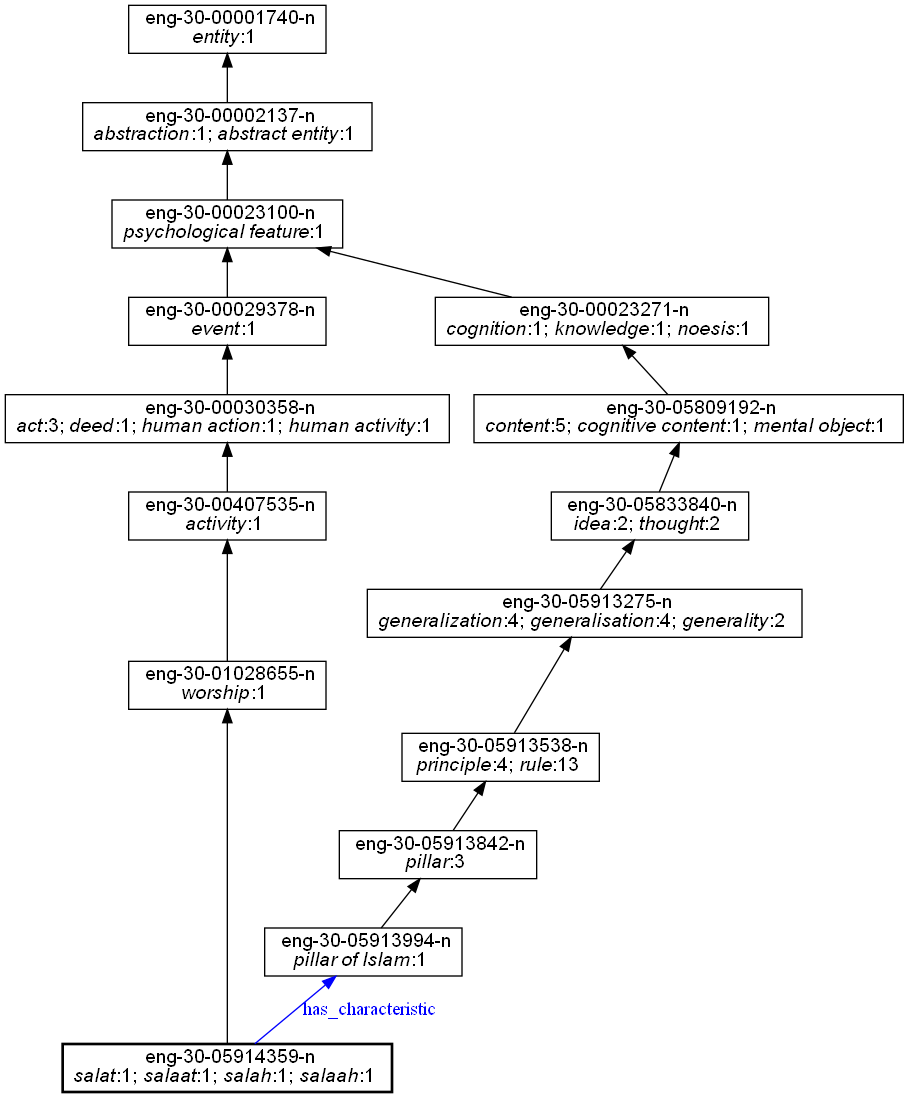 eng-30-00001740-n
entity:1
eng-30-00002137-n
abstraction:1; abstract entity:1
eng-30-00023100-n
psychological feature:1
eng-30-00029378-n
event:1
eng-30-00023271-n
cognition:1; knowledge:1; noesis:1
eng-30-00030358-n
act:3; deed:1; human action:1; human activity:1
eng-30-05809192-n
content:5; cognitive content:1; mental object:1
eng-30-00407535-n
activity:1
eng-30-05833840-n
idea:2; thought:2
eng-30-05913275-n
generalization:4; generalisation:4; generality:2
eng-30-01028655-n
worship:1
eng-30-05913538-n
principle:4; rule:13
eng-30-05913842-n
pillar:3
eng-30-05913994-n
pillar of Islam:1
has_characteristic
eng-30-05914359-n
salat:1; salaat:1; salah:1; salaah:1